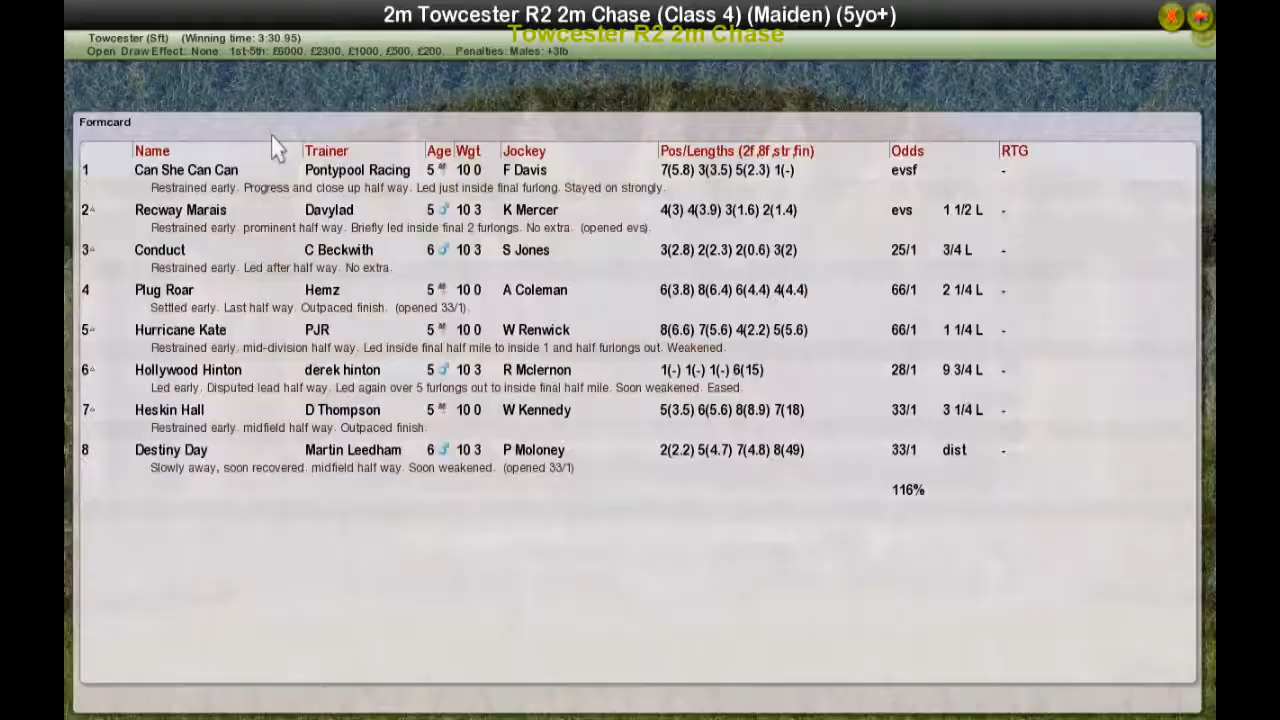 2m Towcester R2 2m Chase (Class 4) (Maiden) (5yo+)
Towcester R2 2m Chase
Towcester (Sft) (Winning time: 3:30.95)
Open Draw Effect: None. 1st-5th: £6000, £2300, £1000, £500, £200. Penalties: Males: +3lb
Formcard
Name Trainer Age Wgt Jockey Pos/Lengths (2f,8f,str,fin) Odds RTG
1 Can She Can Can Pontypool Racing 5 10 0 F Davis 7(5.8) 3(3.5) 5(2.3) 1(-) evsf -
Restrained early. Progress and close up half way. Led just inside final furlong. Stayed on strongly.
2 Recway Marais Davylad 5 10 3 K Mercer 4(3) 4(3.9) 3(1.6) 2(1.4) evs 1 1/2 L -
Restrained early. prominent half way. Briefly led inside final 2 furlongs. No extra. (opened evs).
3 Conduct C Beckwith 6 10 3 S Jones 3(2.8) 2(2.3) 2(0.6) 3(2) 25/1 3/4 L -
Restrained early. Led after half way. No extra.
4 Plug Roar Hemz 5 10 0 A Coleman 6(3.8) 8(6.4) 6(4.4) 4(4.4) 66/1 2 1/4 L -
Settled early. Last half way. Outpaced finish. (opened 33/1).
5 Hurricane Kate PJR 5 10 0 W Renwick 8(6.6) 7(5.6) 4(2.2) 5(5.6) 66/1 1 1/4 L -
Restrained early. mid-division half way. Led inside final half mile to inside 1 and half furlongs out. Weakened.
6 Hollywood Hinton derek hinton 5 10 3 R Mclernon 1(-) 1(-) 1(-) 6(15) 28/1 9 3/4 L -
Led early. Disputed lead half way. Led again over 5 furlongs out to inside final half mile. Soon weakened. Eased.
7 Heskin Hall D Thompson 5 10 0 W Kennedy 5(3.5) 6(5.6) 8(8.9) 7(18) 33/1 3 1/4 L -
Restrained early. midfield half way. Outpaced finish.
8 Destiny Day Martin Leedham 6 10 3 P Moloney 2(2.2) 5(4.7) 7(4.8) 8(49) 33/1 dist -
Slowly away, soon recovered. midfield half way. Soon weakened. (opened 33/1)
116%